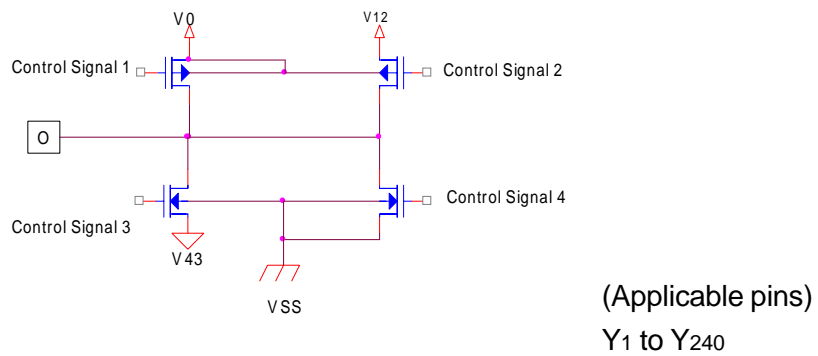 V0
V12
Control Signal 1
Control Signal 2
O
Control Signal 4
Control Signal 3
V43
VSS
(Applicable pins)
Y1 to Y240